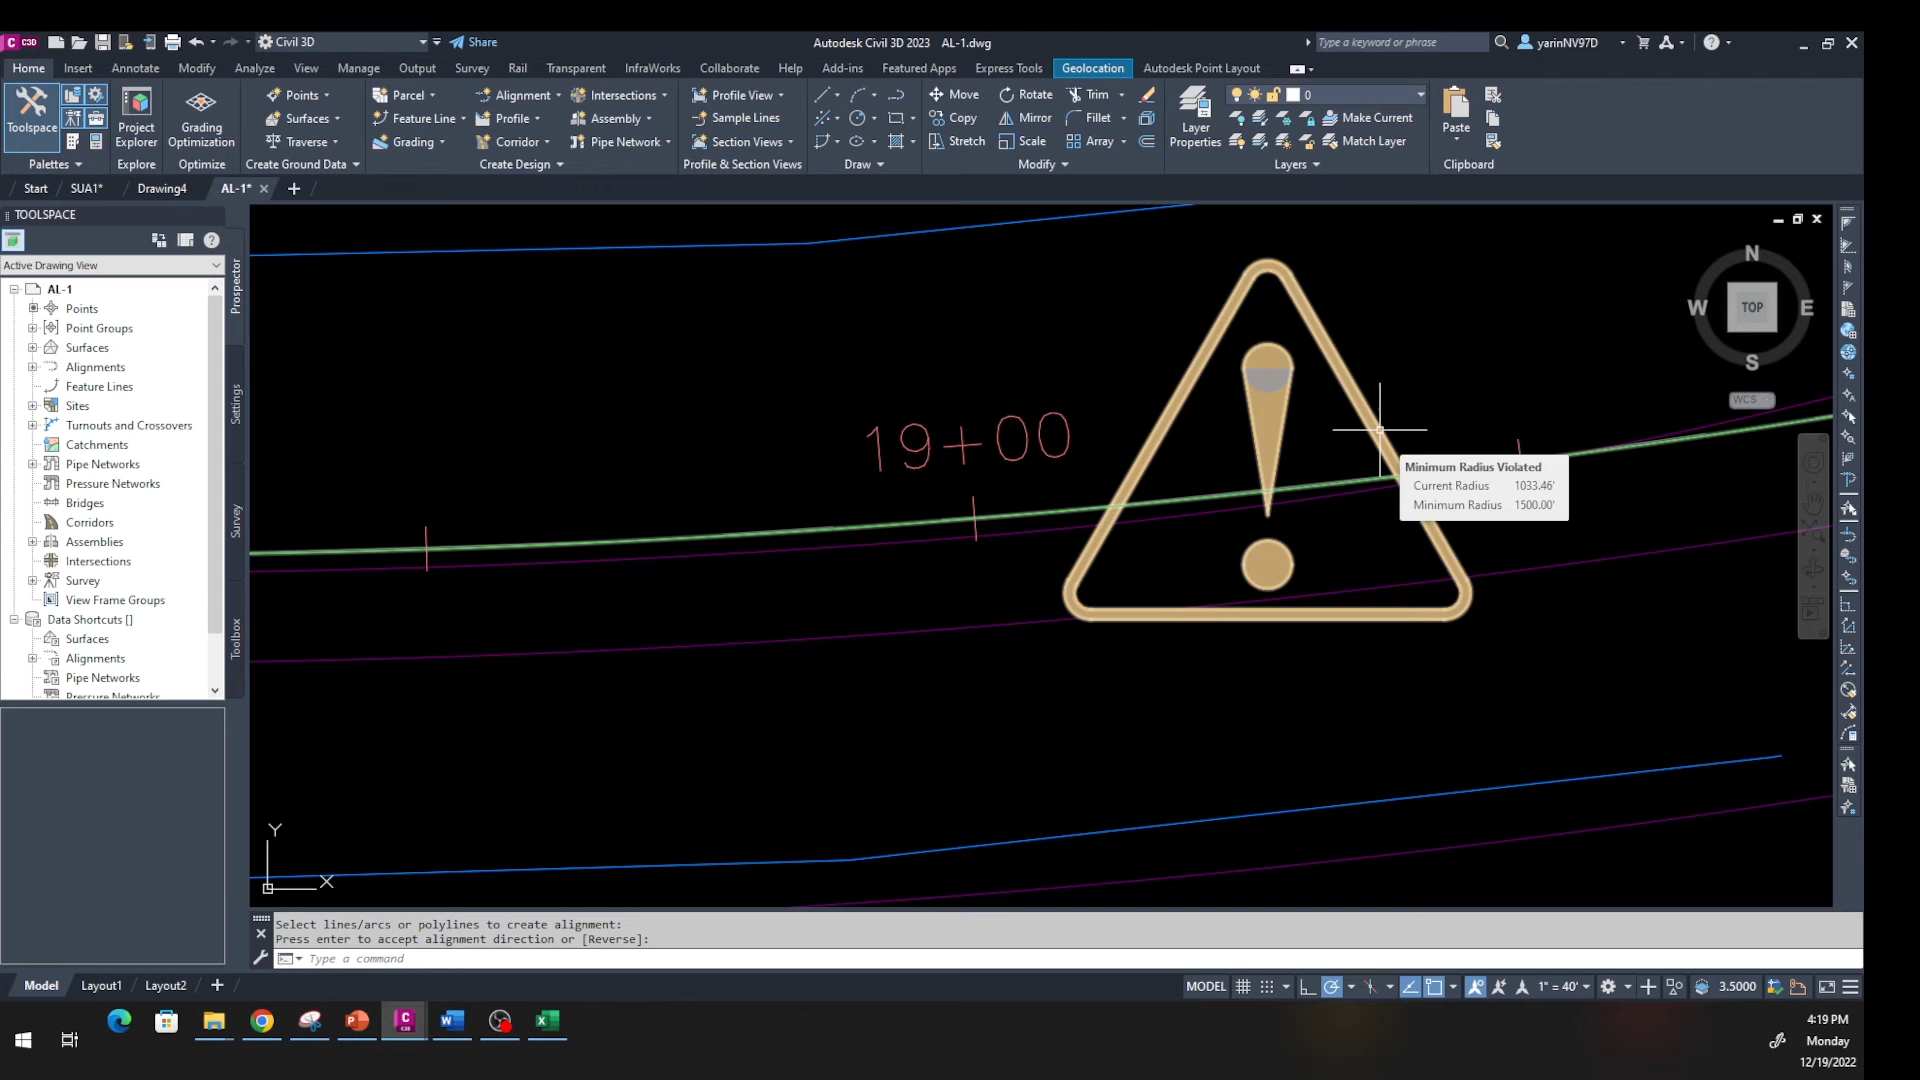 C C3D Civil 3D Share Autodesk Civil 3D 2023 AL-1.dwg Type a keyword or phrase yarinNV97D
Home Insert Annotate Modify Analyze View Manage Output Survey Rail Transparent InfraWorks Collaborate Help Add-ins Featured Apps Express Tools Geolocation Autodesk Point Layout
Points Parcel Alignment Intersections Profile View Move Rotate Trim 0
Surfaces Feature Line Profile Assembly Sample Lines Copy Mirror Fillet Make Current
Toolspace Project Explorer Grading Optimization Traverse Grading Corridor Pipe Network Section Views Stretch Scale Array Layer Properties Match Layer Paste
Palettes Explore Optimize Create Ground Data Create Design Profile & Section Views Draw Modify Layers Clipboard
Start SUA1* Drawing4 AL-1*
TOOLSPACE
Active Drawing View
AL-1
Points
Point Groups
Surfaces
Alignments
Feature Lines
Sites
Turnouts and Crossovers
Catchments
Pipe Networks
Pressure Networks
Bridges
Corridors
Assemblies
Intersections
Survey
View Frame Groups
Data Shortcuts []
Surfaces
Alignments
Pipe Networks
Pressure Networks
Prospector
Settings
Survey
Toolbox
19+00
Minimum Radius Violated
Current Radius 1033.46'
Minimum Radius 1500.00'
N
W TOP E
S
WCS
Y
X
Select lines/arcs or polylines to create alignment:
Press enter to accept alignment direction or [Reverse]:
Type a command
Model Layout1 Layout2 MODEL 1" = 40' 3.5000
4:19 PM
Monday
12/19/2022